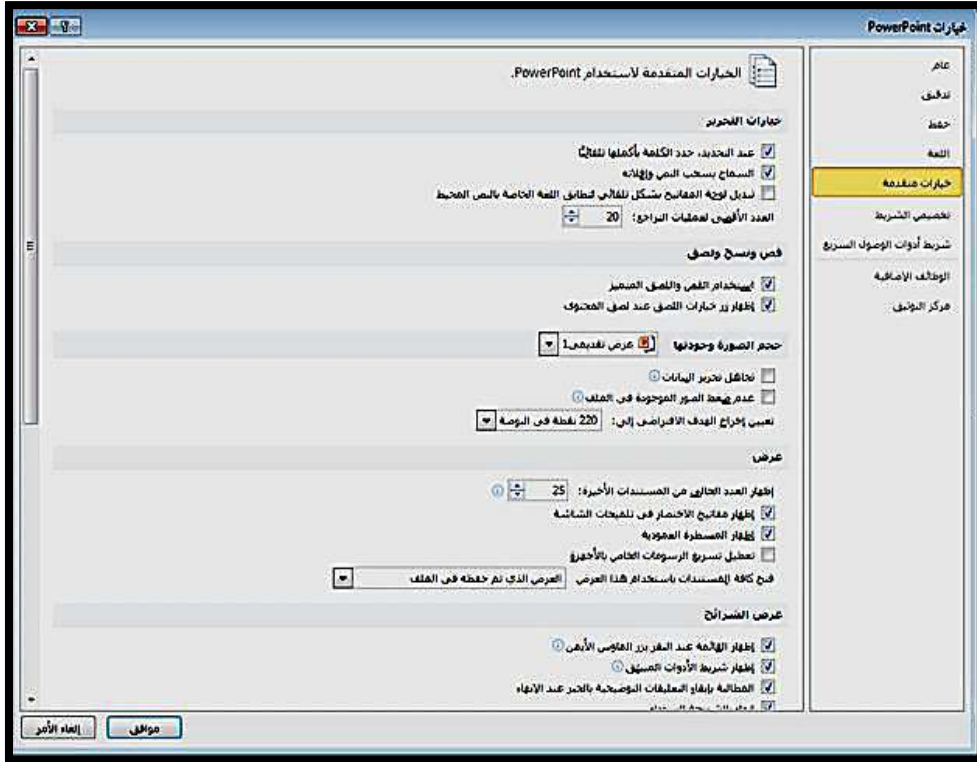 خيارات PowerPoint
عام
تدقيق
حفظ
اللغة
خيارات متقدمة
تخصيص الشريط
شريط أدوات الوصول السريع
الوظائف الإضافية
مركز التوثيق
الخيارات المتقدمة لاستخدام PowerPoint.
خيارات التحرير
عند التحديد، حدد الكلمة بأكملها تلقائيًا
السماح بسحب النص وإفلاته
تبديل لوحة المفاتيح بشكل تلقائي لتطابق اللغة الخاصة بالنص المحيط
العدد الأقصى لعمليات التراجع: 20
قص ونسخ ولصق
استخدام القص واللصق المتميز
إظهار زر خيارات اللصق عند لصق المحتوى
حجم الصورة وجودتها عرض تقديمي1
تجاهل تحرير البيانات
عدم ضغط الصور الموجودة في الملف
تعيين إخراج الهدف الافتراضي إلى: 220 نقطة في البوصة
عرض
إظهار العدد الحالي من المستندات الأخيرة: 25
إظهار مفاتيح الاختصار في تلميحات الشاشة
إظهار المسطرة العمودية
تعطيل تسريع الرسومات الخاص بالأجهزة
فتح كافة المستندات باستخدام هذا العرض العرض الذي تم حفظه في الملف
عرض الشرائح
إظهار القائمة عند النقر بزر الماوس الأيمن
إظهار شريط الأدوات المنبثق
المطالبة بإبقاء التعليقات التوضيحية بالحبر عند الإنهاء
موافق
إلغاء الأمر